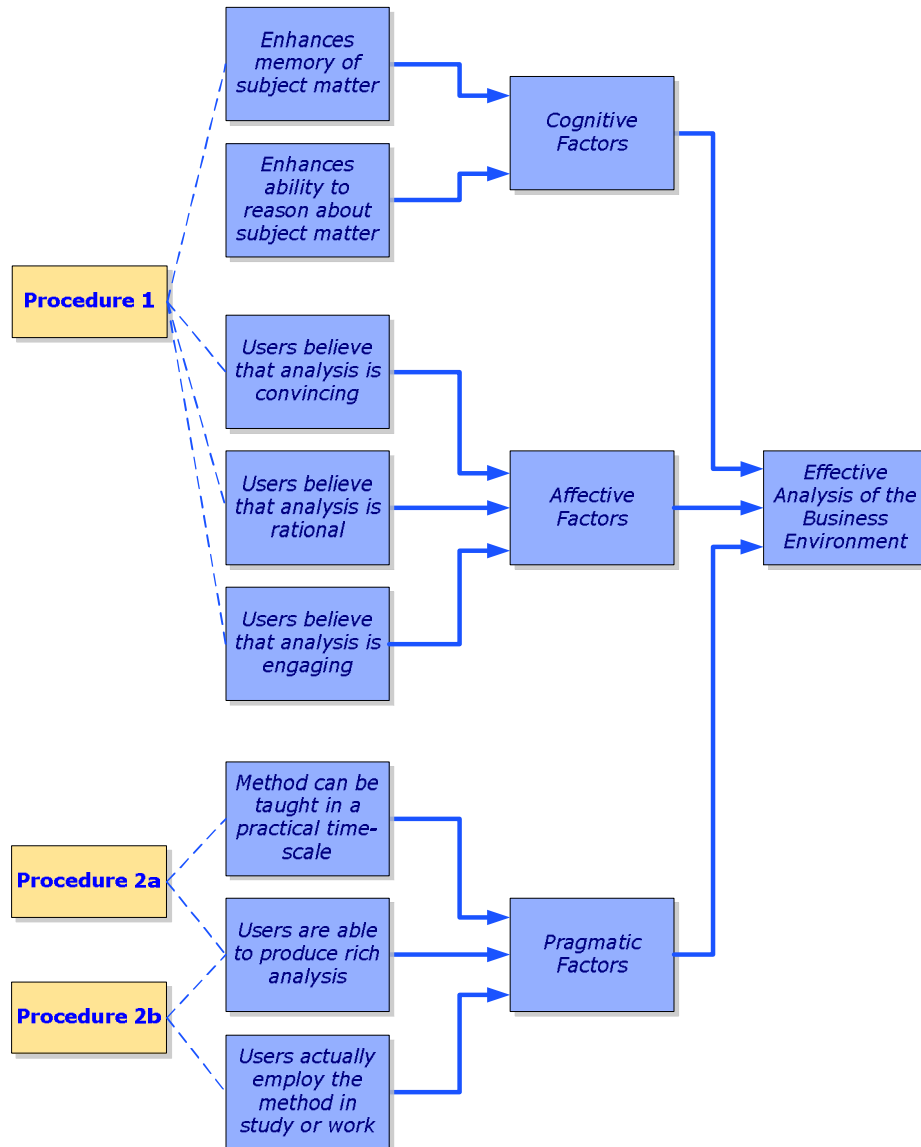 Enhances
memory of
subject matter
Cognitive
Factors
Enhances
ability to
reason about
subject matter
Procedure 1
Users believe
that analysis is
convincing
Users believe
that analysis is
rational
Affective
Factors
Effective
Analysis of the
Business
Environment
Users believe
that analysis is
engaging
Method can be
taught in a
practical time-
scale
Procedure 2a
Users are able
to produce rich
analysis
Pragmatic
Factors
Procedure 2b
Users actually
employ the
method in
study or work